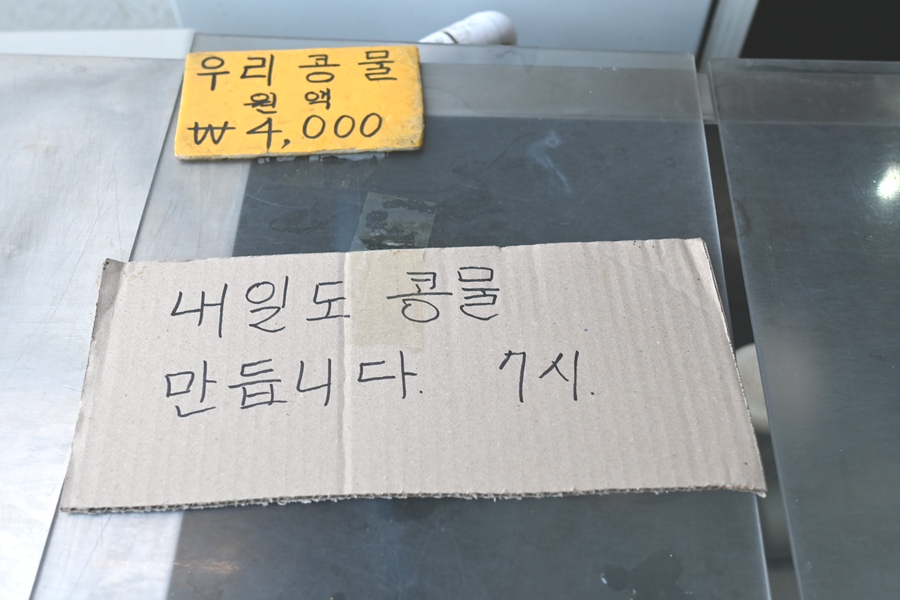 우리콩물
원액
₩4,000
내일도 콩물
만듭니다. 7시.